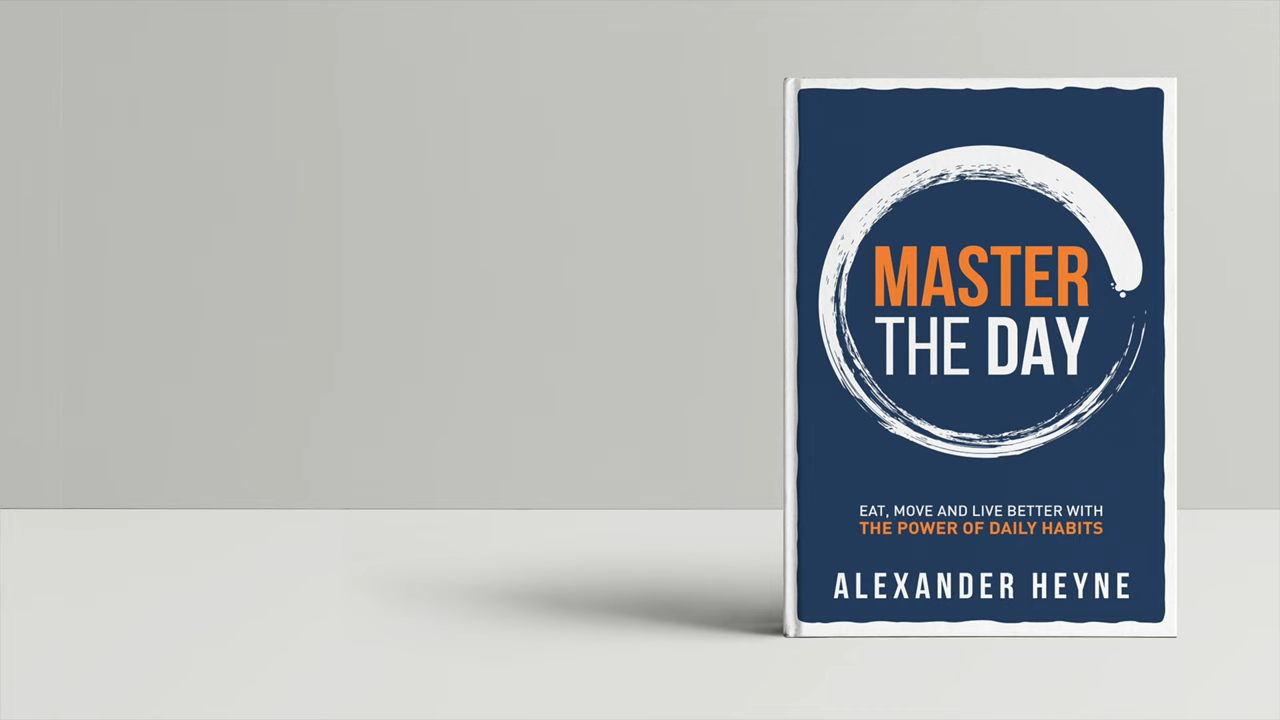 MASTER
THE DAY
EAT, MOVE AND LIVE BETTER WITH
THE POWER OF DAILY HABITS
ALEXANDER HEYNE